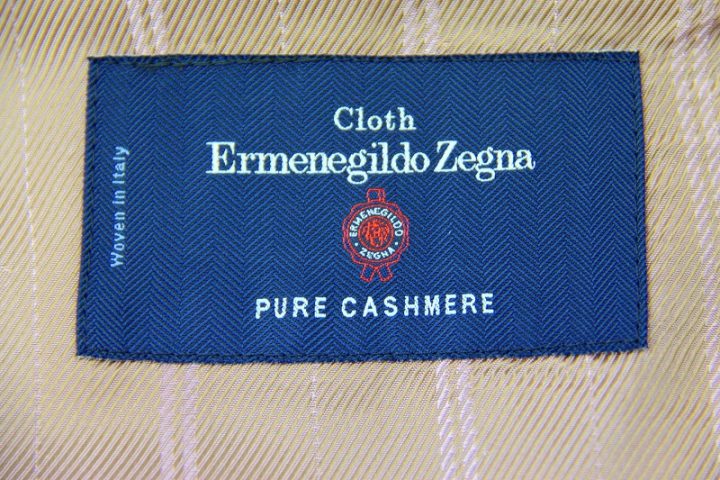 Cloth
Ermenegildo Zegna
ERMENEGILDO
ZEGNA
PURE CASHMERE
Woven in Italy